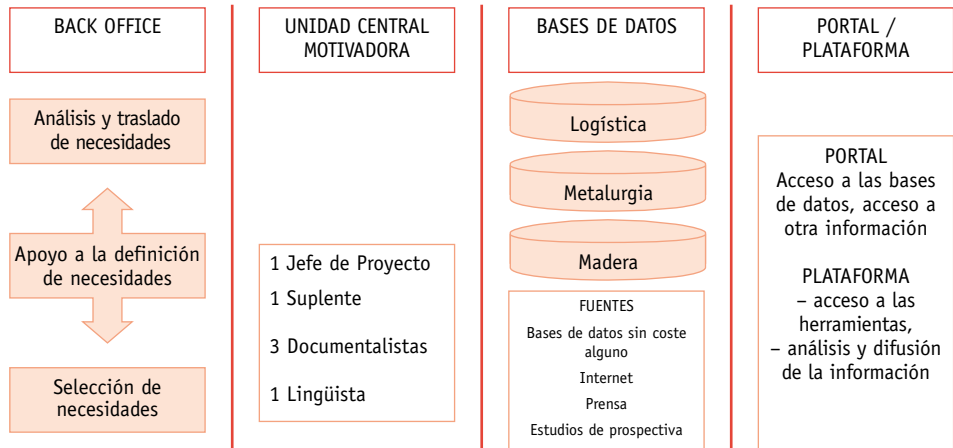 BACK OFFICE
Análisis y traslado
de necesidades
Apoyo a la definición
de necesidades
Selección de
necesidades
UNIDAD CENTRAL
MOTIVADORA
1 Jefe de Proyecto
1 Suplente
3 Documentalistas
1 Lingüista
BASES DE DATOS
Logística
Metalurgia
Madera
FUENTES
Bases de datos sin coste
alguno
Internet
Prensa
Estudios de prospectiva
PORTAL /
PLATAFORMA
PORTAL
Acceso a las bases
de datos, acceso a
otra información
PLATAFORMA
– acceso a las
herramientas,
– análisis y difusión
de la información